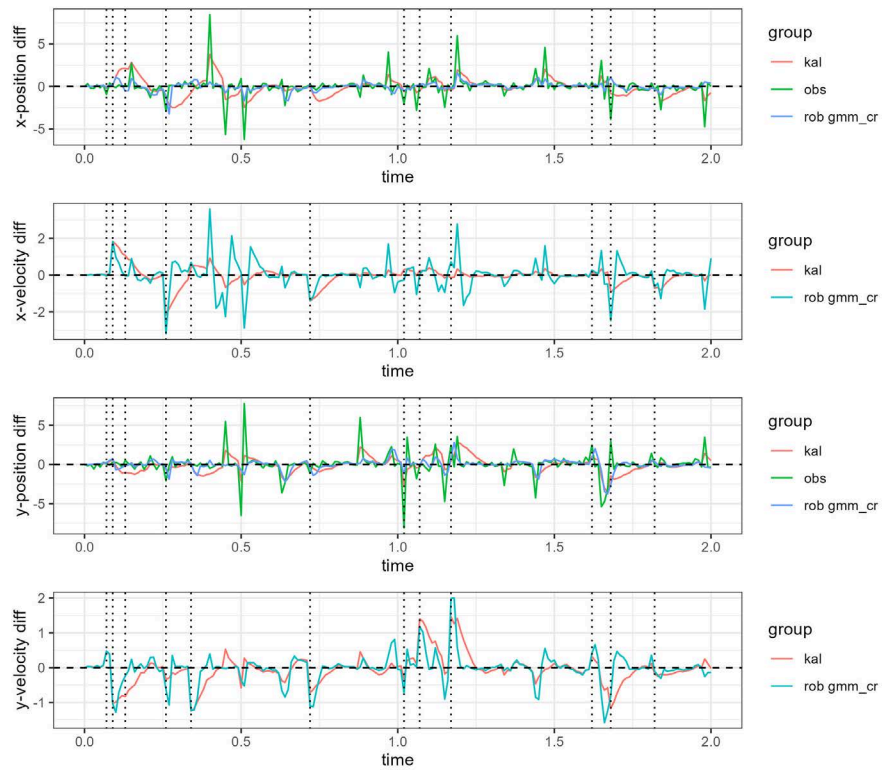 x-position diff
5
0
-5
0.0 0.5 1.0 1.5 2.0
time
group
kal
obs
rob gmm_cr
x-velocity diff
2
0
-2
0.0 0.5 1.0 1.5 2.0
time
group
kal
rob gmm_cr
y-position diff
5
0
-5
0.0 0.5 1.0 1.5 2.0
time
group
kal
obs
rob gmm_cr
y-velocity diff
2
1
0
-1
0.0 0.5 1.0 1.5 2.0
time
group
kal
rob gmm_cr